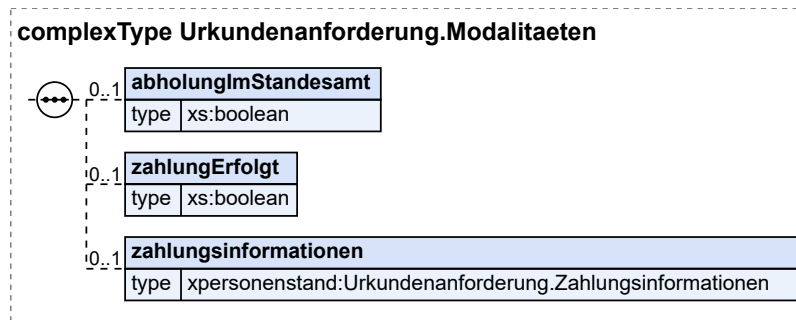 complexType Urkundenanforderung.Modalitaeten
0..1 abholungImStandesamt
type xs:boolean
0..1 zahlungErfolgt
type xs:boolean
0..1 zahlungsinformationen
type xpersonenstand:Urkundenanforderung.Zahlungsinformationen